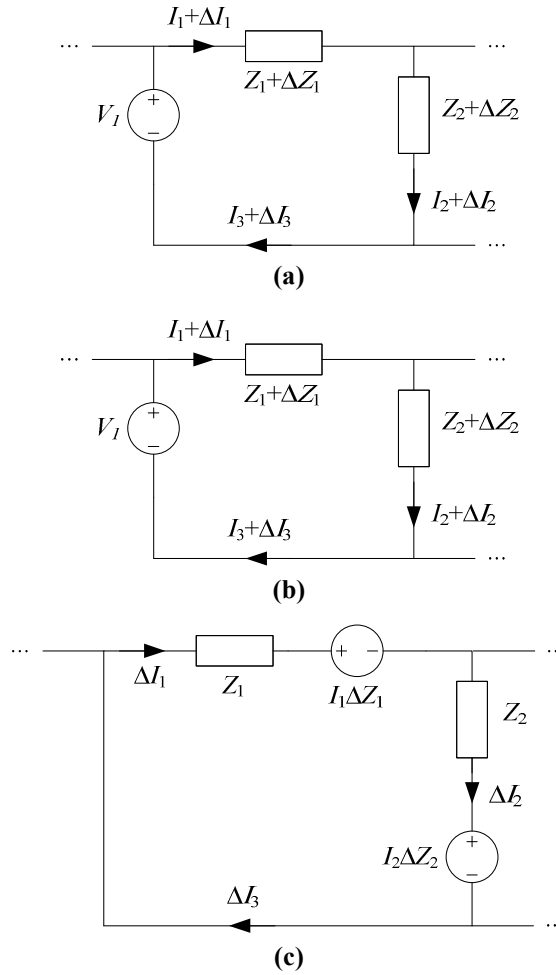 I₁+ΔI₁
... ...
Z₁+ΔZ₁
V₁
Z₂+ΔZ₂
I₂+ΔI₂
I₃+ΔI₃
...
(a)
I₁+ΔI₁
... ...
Z₁+ΔZ₁
V₁
Z₂+ΔZ₂
I₂+ΔI₂
I₃+ΔI₃
...
(b)
... ...
ΔI₁ Z₁ + − I₁ΔZ₁
Z₂
ΔI₂
I₂ΔZ₂
ΔI₃
...
(c)